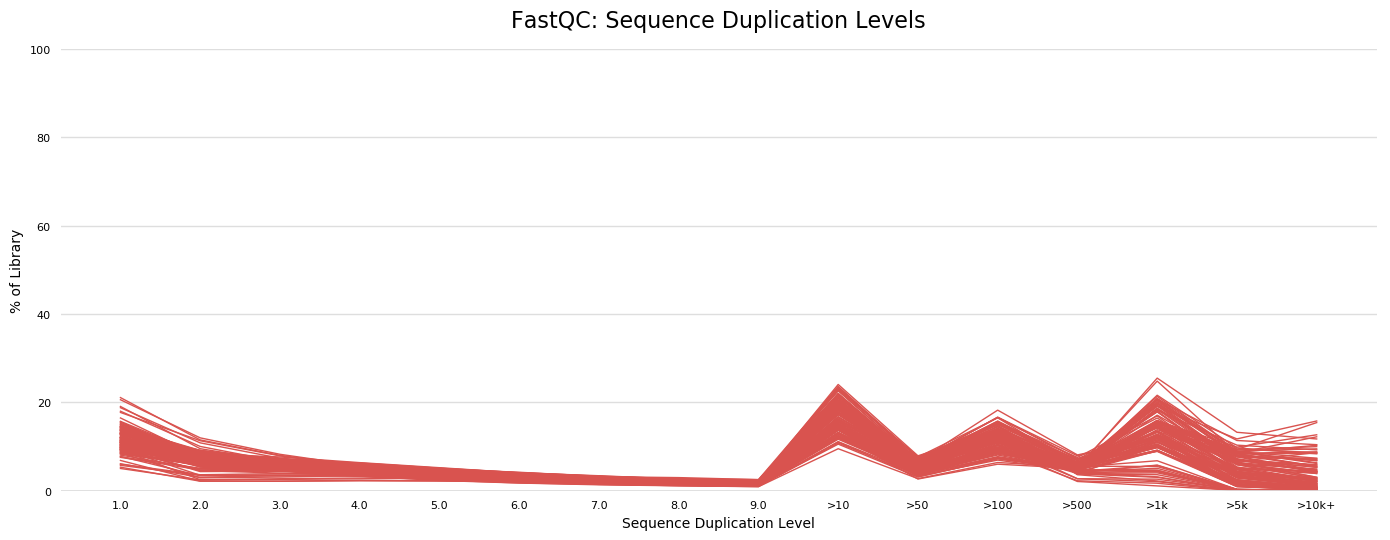 FastQC: Sequence Duplication Levels
100
80
60
40
20
0
% of Library
1.0 2.0 3.0 4.0 5.0 6.0 7.0 8.0 9.0 >10 >50 >100 >500 >1k >5k >10k+
Sequence Duplication Level